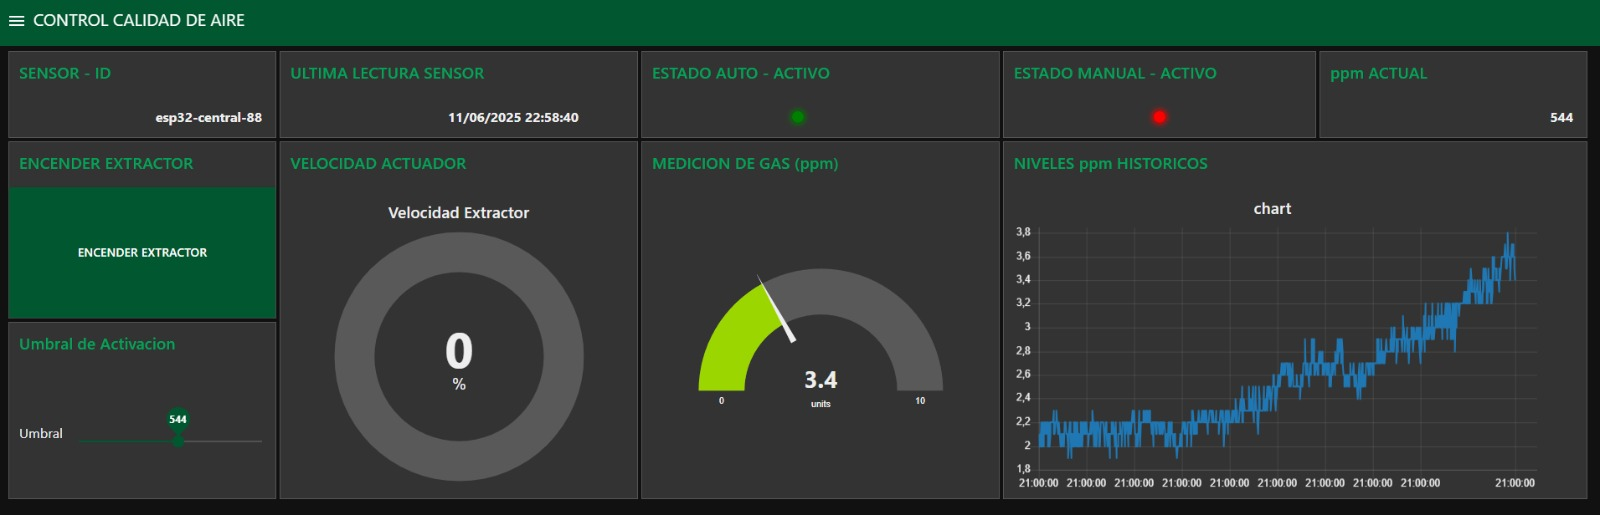 CONTROL CALIDAD DE AIRE
SENSOR - ID
esp32-central-88
ULTIMA LECTURA SENSOR
11/06/2025 22:58:40
ESTADO AUTO - ACTIVO
ESTADO MANUAL - ACTIVO
ppm ACTUAL
544
ENCENDER EXTRACTOR
ENCENDER EXTRACTOR
Umbral de Activacion
Umbral
544
VELOCIDAD ACTUADOR
Velocidad Extractor
0
%
MEDICION DE GAS (ppm)
3.4
units
0
10
NIVELES ppm HISTORICOS
chart
3,8
3,6
3,4
3,2
3
2,8
2,6
2,4
2,2
2
1,8
21:00:00 21:00:00 21:00:00 21:00:00 21:00:00 21:00:00 21:00:00 21:00:00 21:00:00 21:00:00